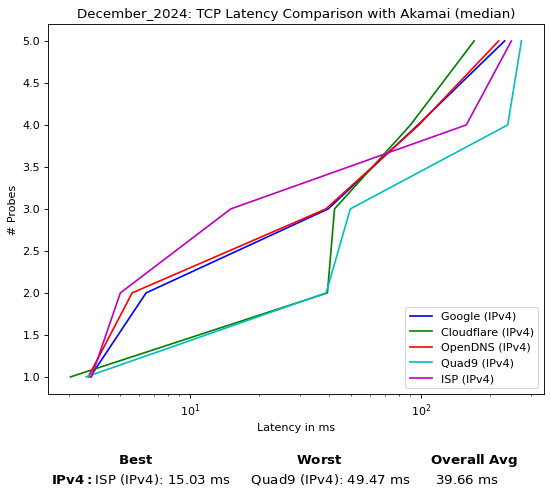 December_2024: TCP Latency Comparison with Akamai (median)
5.0
4.5
4.0
3.5
3.0
2.5
2.0
1.5
1.0
# Probes
Google (IPv4)
Cloudflare (IPv4)
OpenDNS (IPv4)
Quad9 (IPv4)
ISP (IPv4)
10¹ 10²
Latency in ms
Best Worst Overall Avg
IPv4: ISP (IPv4): 15.03 ms Quad9 (IPv4): 49.47 ms 39.66 ms